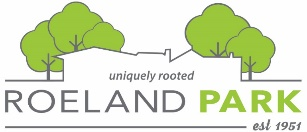 uniquely rooted
ROELAND PARK
est 1951